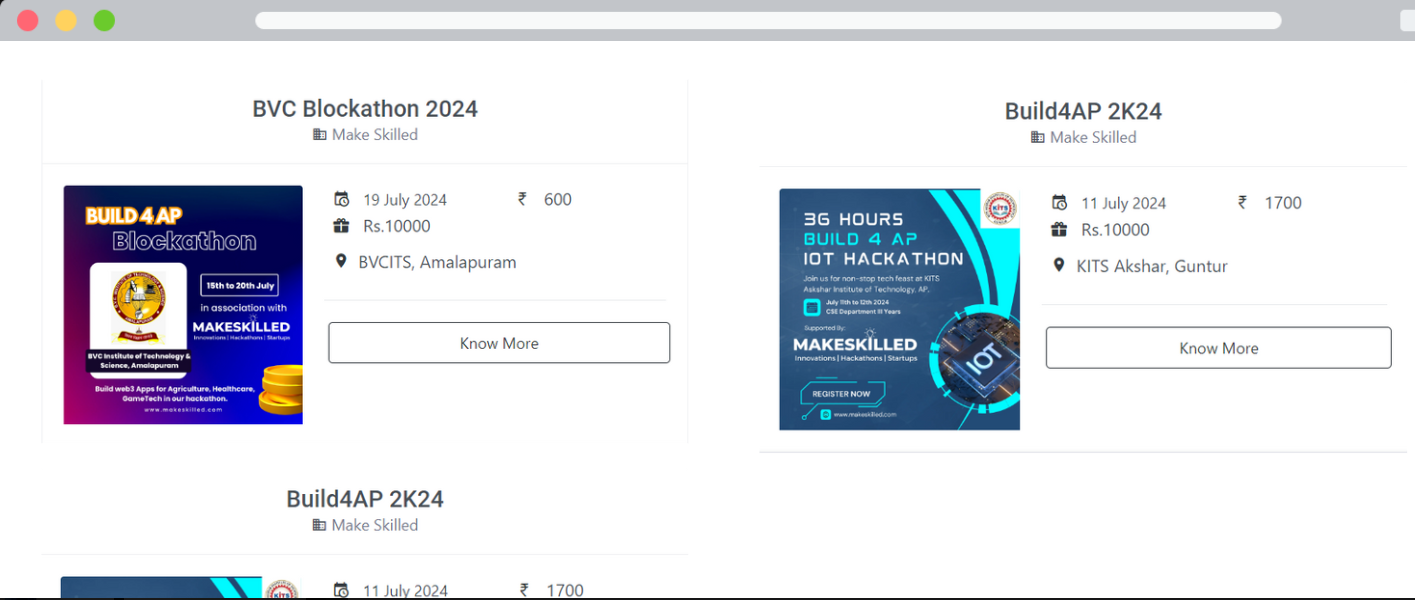 BVC Blockathon 2024
Make Skilled
BUILD 4 AP
Blockathon
15th to 20th July
in association with
MAKESKILLED
Innovations | Hackathons | Startups
BVC Institute of Technology &
Science, Amalapuram
Build web3 Apps for Agriculture, Healthcare,
GameTech in our hackathon.
www.makeskilled.com
19 July 2024
₹ 600
Rs.10000
BVCITS, Amalapuram
Know More
Build4AP 2K24
Make Skilled
36 HOURS
BUILD 4 AP
IOT HACKATHON
Join us for non-stop tech feast at KITS
Askshar Institute of Technology, AP.
July 11th to 12th 2024
CSE Department III Years
Supported By:
MAKESKILLED
Innovations | Hackathons | Startups
REGISTER NOW
www.makeskilled.com
KITS
IOT
11 July 2024
₹ 1700
Rs.10000
KITS Akshar, Guntur
Know More
Build4AP 2K24
Make Skilled
KITS
11 July 2024
₹ 1700